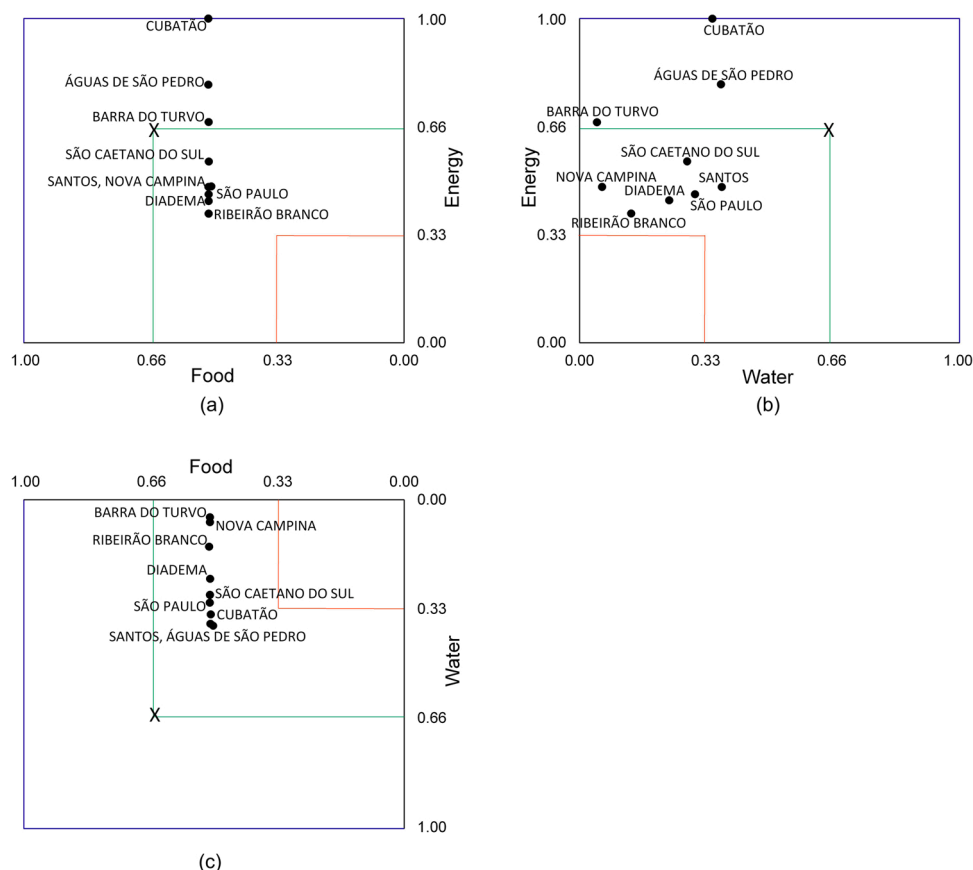 1.00
CUBATÃO
ÁGUAS DE SÃO PEDRO
BARRA DO TURVO
X
0.66
SÃO CAETANO DO SUL
SANTOS, NOVA CAMPINA
SÃO PAULO
DIADEMA
RIBEIRÃO BRANCO
Energy
0.33
0.00
1.00 0.66 0.33 0.00
Food
(a)
1.00
CUBATÃO
ÁGUAS DE SÃO PEDRO
BARRA DO TURVO
0.66
X
SÃO CAETANO DO SUL
NOVA CAMPINA
SANTOS
DIADEMA
SÃO PAULO
RIBEIRÃO BRANCO
Energy
0.33
0.00
0.00 0.33 0.66 1.00
Water
(b)
Food
1.00 0.66 0.33 0.00
0.00
BARRA DO TURVO
NOVA CAMPINA
RIBEIRÃO BRANCO
DIADEMA
SÃO CAETANO DO SUL
SÃO PAULO
0.33
CUBATÃO
SANTOS, ÁGUAS DE SÃO PEDRO
Water
X
0.66
1.00
(c)